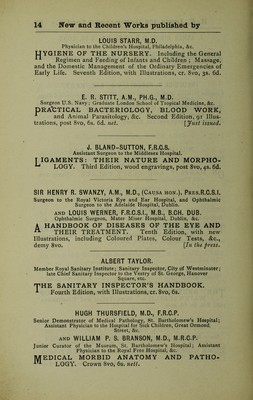 14 New and Recent Works published by
LOUIS STARR, M.D.
Physician to the Children's Hospital, Philadelphia, &c.
HYGIENE OF THE NURSERY. Including the General
Regimen and Feeding of Infants and Children; Massage,
and the Domestic Management of the Ordinary Emergencies of
Early Life. Seventh Edition, with Illustrations, cr. 8vo, 3s. 6d.
E. R. STITT, A.M., PH.G., M.D.
Surgeon U.S. Navy; Graduate London School of Tropical Medicine, &c.
PRACTICAL BACTERIOLOGY, BLOOD WORK,
and Animal Parasitology, &c. Second Edition, 91 Illus-
trations, post 8vo, 6s. 6d. net. [Just issued.
J. BLAND-SUTTON, F.R.C.S.
Assistant Surgeon to the Middlesex Hospital.
LIGAMENTS: THEIR NATURE AND MORPHO-
LOGY. Third Edition, wood engravings, post 8vo, 4s. 6d.
SIR HENRY R. SWANZY, A.M., M.D., (CAUSA HON.), PRES.R.C.S.I.
Surgeon to the Royal Victoria Eye and Ear Hospital, and Ophthalmic
Surgeon to the Adelaide Hospital, Dublin.
AND LOUIS WERNER, F.R.C.S.I., M.B., B.CH. DUB.
Ophthalmic Surgeon, Mater Miser Hospital, Dublin, &c.
A HANDBOOK OF DISEASES OF THE EYE AND
THEIR TREATMENT. Tenth Edition, with new
Illustrations, including Coloured Plates, Colour Tests, &c.,
demy 8vo. [In the press.
ALBERT TAYLOR.
Member Royal Sanitary Institute; Sanitary Inspector, City of Westminster;
late Chief Sanitary Inspector to the Vestry of St. George, Hanover
Square, etc.
THE SANITARY INSPECTOR'S HANDBOOK.
Fourth Edition, with Illustrations, cr. 8vo, 6s.
HUGH THURSFIELD, M.D., F.R.C.P.
Senior Demonstrator of Medical Pathology, St. Bartholomew's Hospital;
Assistant Physician to the Hospital for Sick Children, Great Ormond
Street, &c.
AND WILLIAM P. S. BRANSON, M.D., M.R.C.P.
Junior Curator of the Museum, St. Bartholomew's Hospital; Assistant
Physician to the Royal Free Hospital, &c.
MEDICAL MORBID ANATOMY AND PATHO-
LOGY. Crown 8vo, 6s. nett.